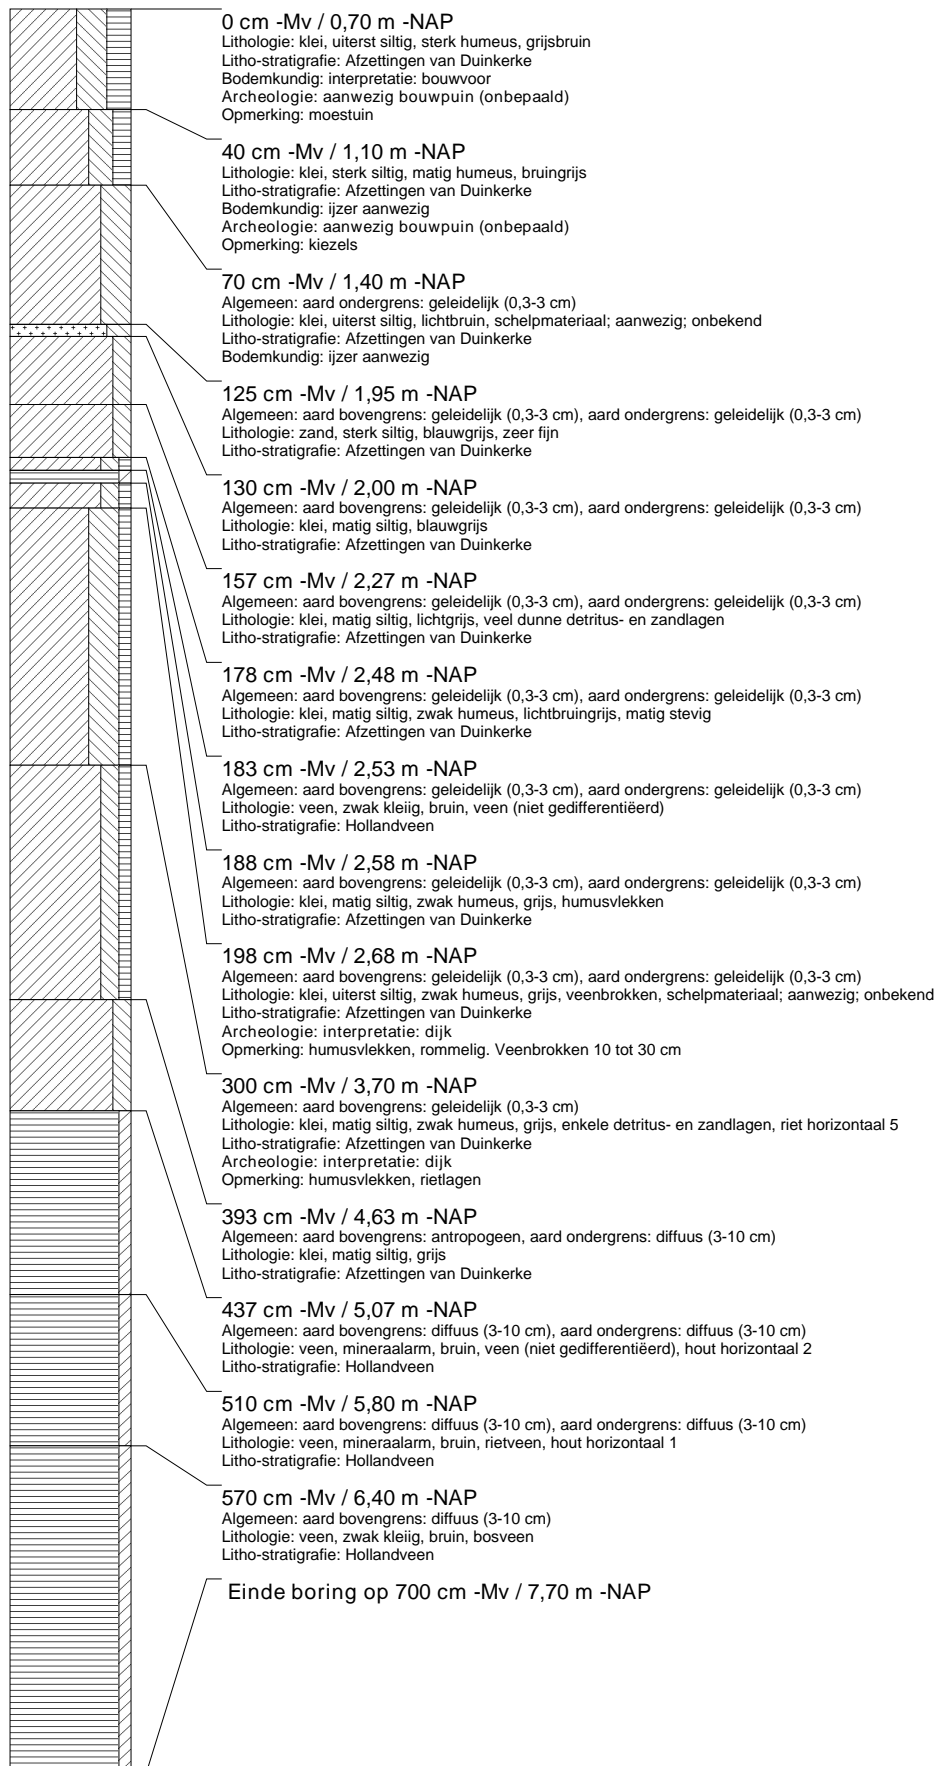 0 cm -Mv / 0,70 m -NAP
Lithologie: klei, uiterst siltig, sterk humeus, grijsbruin
Litho-stratigrafie: Afzettingen van Duinkerke
Bodemkundig: interpretatie: bouwvoor
Archeologie: aanwezig bouwpuin (onbepaald)
Opmerking: moestuin
40 cm -Mv / 1,10 m -NAP
Lithologie: klei, sterk siltig, matig humeus, bruingrijs
Litho-stratigrafie: Afzettingen van Duinkerke
Bodemkundig: ijzer aanwezig
Archeologie: aanwezig bouwpuin (onbepaald)
Opmerking: kiezels
70 cm -Mv / 1,40 m -NAP
Algemeen: aard ondergrens: geleidelijk (0,3-3 cm)
Lithologie: klei, uiterst siltig, lichtbruin, schelpmateriaal; aanwezig; onbekend
Litho-stratigrafie: Afzettingen van Duinkerke
Bodemkundig: ijzer aanwezig
125 cm -Mv / 1,95 m -NAP
Algemeen: aard bovengrens: geleidelijk (0,3-3 cm), aard ondergrens: geleidelijk (0,3-3 cm)
Lithologie: zand, sterk siltig, blauwgrijs, zeer fijn
Litho-stratigrafie: Afzettingen van Duinkerke
130 cm -Mv / 2,00 m -NAP
Algemeen: aard bovengrens: geleidelijk (0,3-3 cm), aard ondergrens: geleidelijk (0,3-3 cm)
Lithologie: klei, matig siltig, blauwgrijs
Litho-stratigrafie: Afzettingen van Duinkerke
157 cm -Mv / 2,27 m -NAP
Algemeen: aard bovengrens: geleidelijk (0,3-3 cm), aard ondergrens: geleidelijk (0,3-3 cm)
Lithologie: klei, matig siltig, lichtgrijs, veel dunne detritus- en zandlagen
Litho-stratigrafie: Afzettingen van Duinkerke
178 cm -Mv / 2,48 m -NAP
Algemeen: aard bovengrens: geleidelijk (0,3-3 cm), aard ondergrens: geleidelijk (0,3-3 cm)
Lithologie: klei, matig siltig, zwak humeus, lichtbruingrijs, matig stevig
Litho-stratigrafie: Afzettingen van Duinkerke
183 cm -Mv / 2,53 m -NAP
Algemeen: aard bovengrens: geleidelijk (0,3-3 cm), aard ondergrens: geleidelijk (0,3-3 cm)
Lithologie: veen, zwak kleiig, bruin, veen (niet gedifferentiëerd)
Litho-stratigrafie: Hollandveen
188 cm -Mv / 2,58 m -NAP
Algemeen: aard bovengrens: geleidelijk (0,3-3 cm), aard ondergrens: geleidelijk (0,3-3 cm)
Lithologie: klei, matig siltig, zwak humeus, grijs, humusvlekken
Litho-stratigrafie: Afzettingen van Duinkerke
198 cm -Mv / 2,68 m -NAP
Algemeen: aard bovengrens: geleidelijk (0,3-3 cm), aard ondergrens: geleidelijk (0,3-3 cm)
Lithologie: klei, uiterst siltig, zwak humeus, grijs, veenbrokken, schelpmateriaal; aanwezig; onbekend
Litho-stratigrafie: Afzettingen van Duinkerke
Archeologie: interpretatie: dijk
Opmerking: humusvlekken, rommelig. Veenbrokken 10 tot 30 cm
300 cm -Mv / 3,70 m -NAP
Algemeen: aard bovengrens: geleidelijk (0,3-3 cm)
Lithologie: klei, matig siltig, zwak humeus, grijs, enkele detritus- en zandlagen, riet horizontaal 5
Litho-stratigrafie: Afzettingen van Duinkerke
Archeologie: interpretatie: dijk
Opmerking: humusvlekken, rietlagen
393 cm -Mv / 4,63 m -NAP
Algemeen: aard bovengrens: antropogeen, aard ondergrens: diffuus (3-10 cm)
Lithologie: klei, matig siltig, grijs
Litho-stratigrafie: Afzettingen van Duinkerke
437 cm -Mv / 5,07 m -NAP
Algemeen: aard bovengrens: diffuus (3-10 cm), aard ondergrens: diffuus (3-10 cm)
Lithologie: veen, mineraalarm, bruin, veen (niet gedifferentiëerd), hout horizontaal 2
Litho-stratigrafie: Hollandveen
510 cm -Mv / 5,80 m -NAP
Algemeen: aard bovengrens: diffuus (3-10 cm), aard ondergrens: diffuus (3-10 cm)
Lithologie: veen, mineraalarm, bruin, rietveen, hout horizontaal 1
Litho-stratigrafie: Hollandveen
570 cm -Mv / 6,40 m -NAP
Algemeen: aard bovengrens: diffuus (3-10 cm)
Lithologie: veen, zwak kleiig, bruin, bosveen
Litho-stratigrafie: Hollandveen
Einde boring op 700 cm -Mv / 7,70 m -NAP